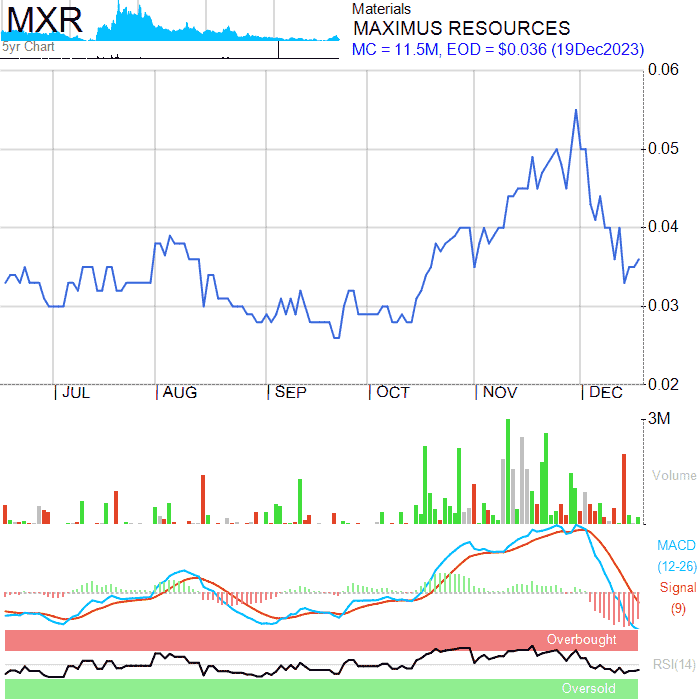 MXR
5yr Chart
Materials
MAXIMUS RESOURCES
MC = 11.5M, EOD = $0.036 (19Dec2023)
0.06
0.05
0.04
0.03
0.02
JUL AUG SEP OCT NOV DEC
3M
Volume
MACD
(12-26)
Signal
(9)
Overbought
RSI(14)
Oversold